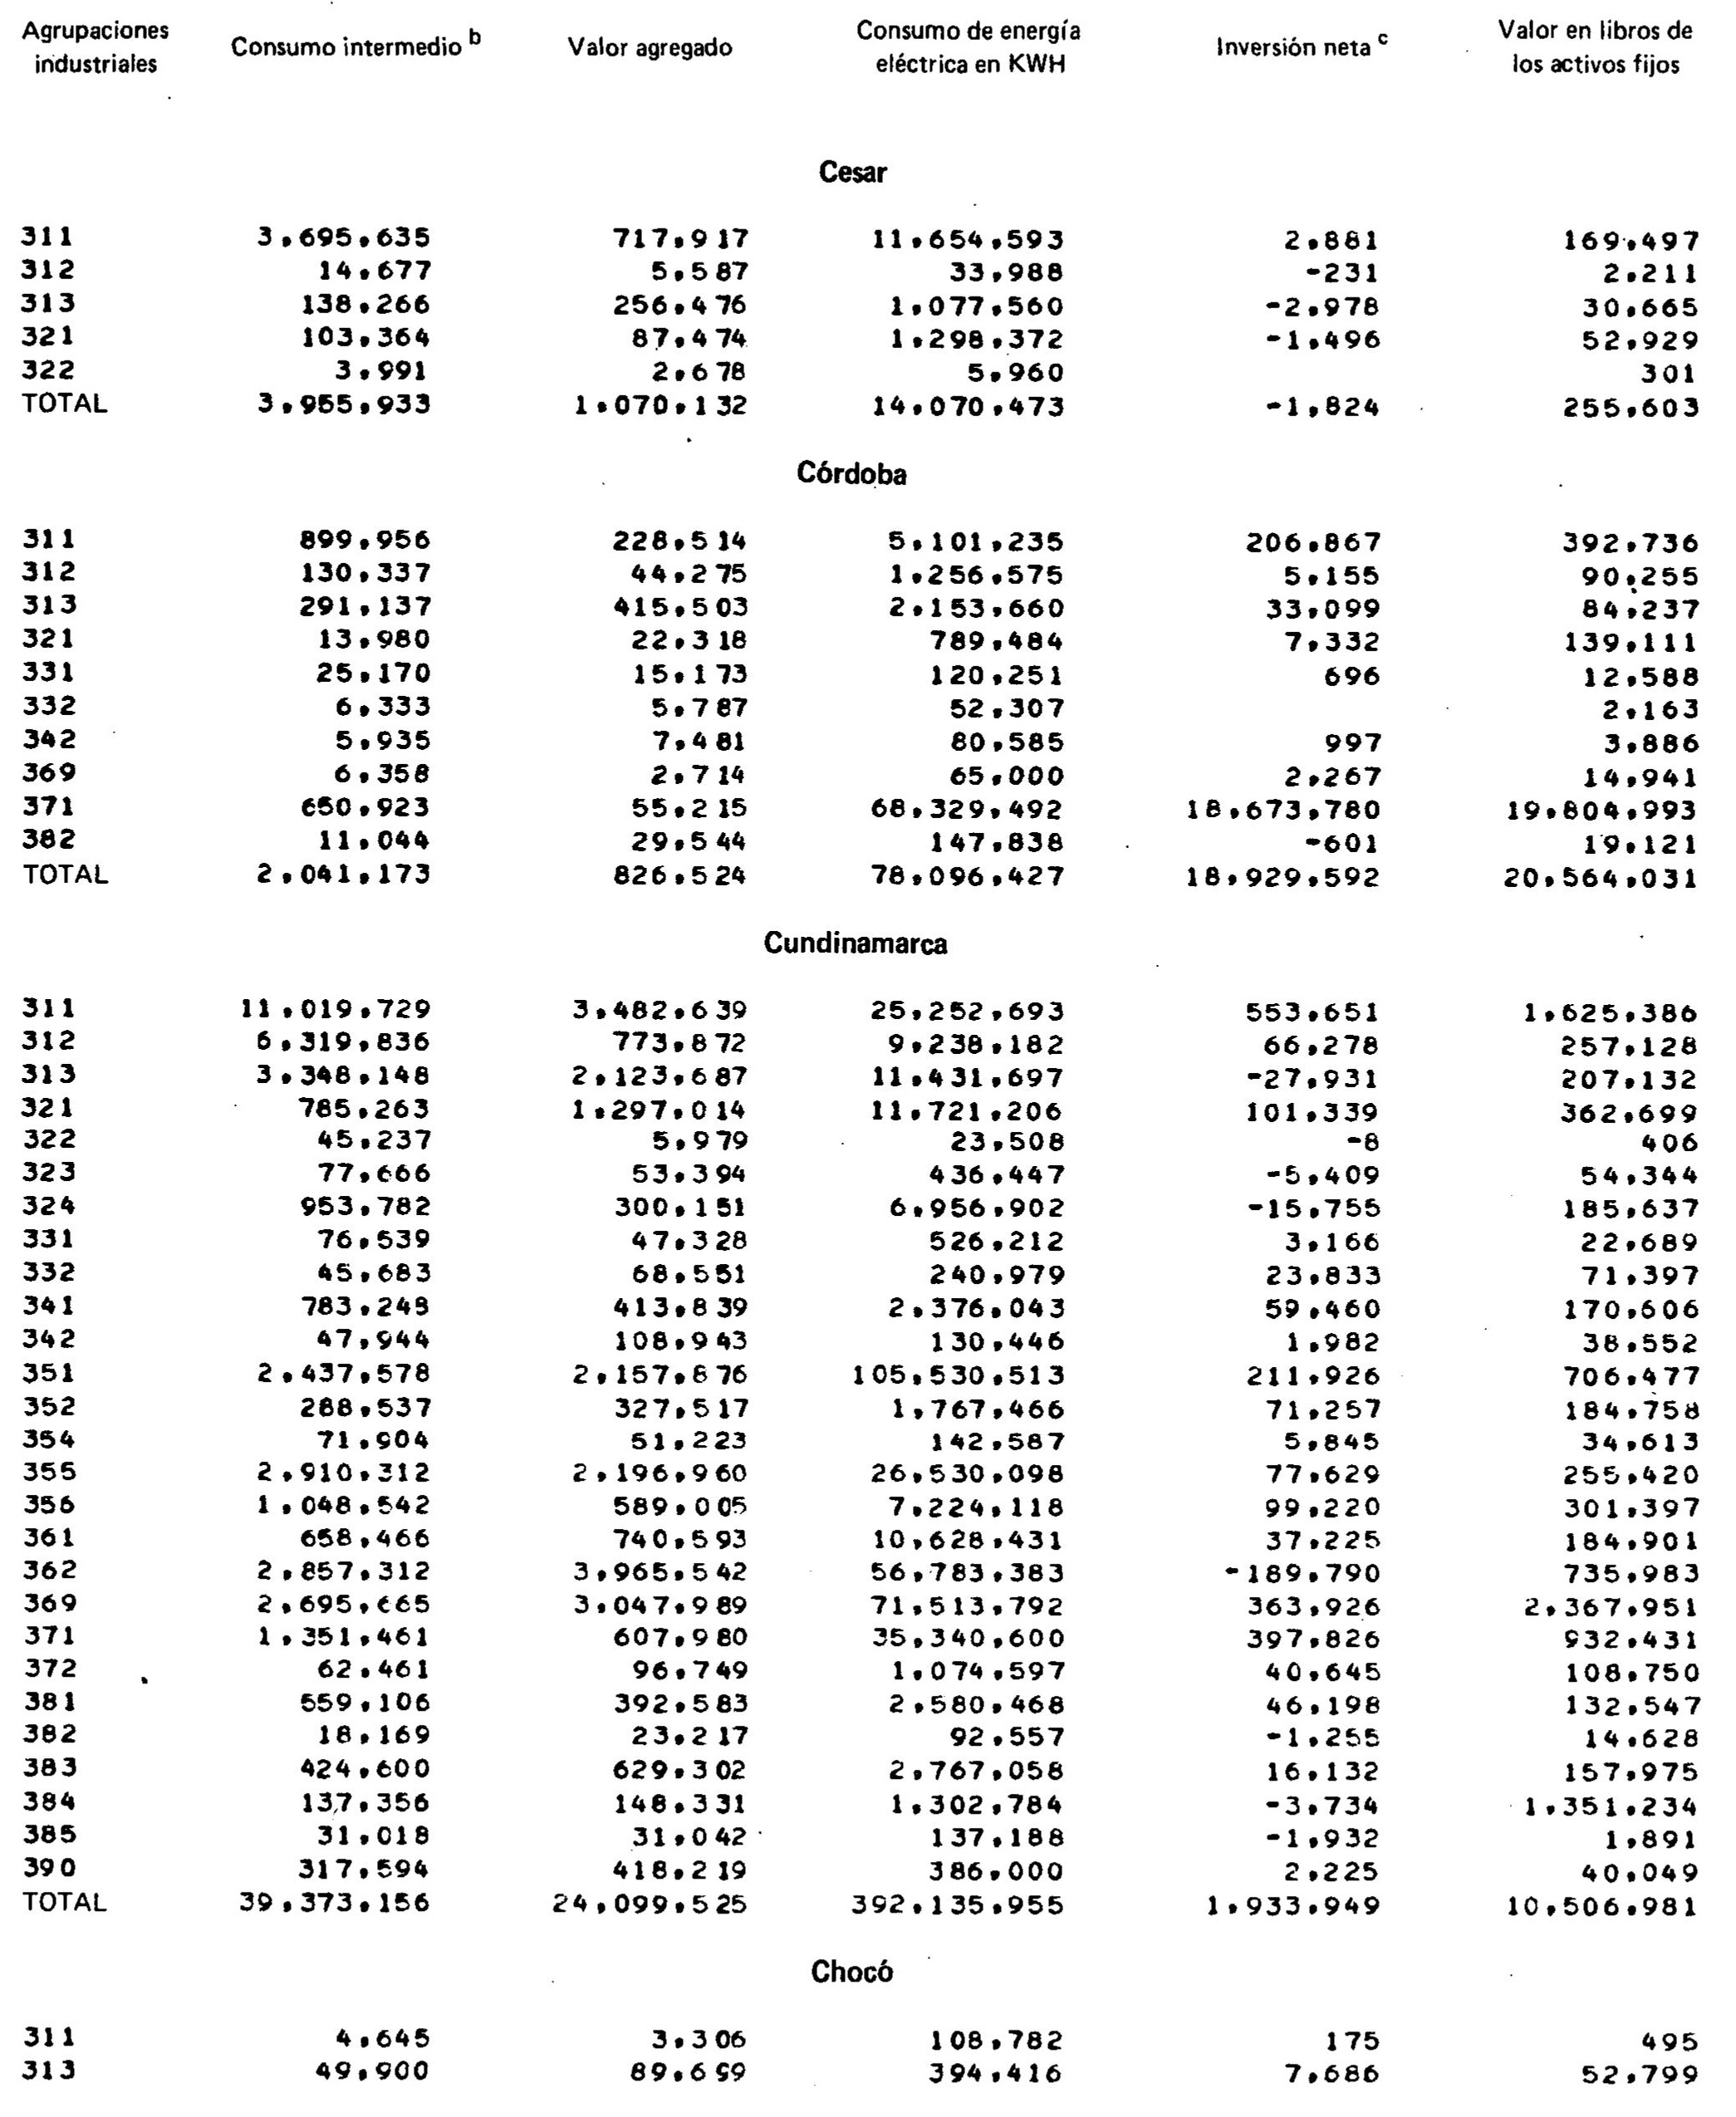 Agrupaciones industriales Consumo intermedio b Valor agregado Consumo de energía eléctrica en KWH Inversión neta c Valor en libros de los activos fijos
Cesar
311 3,695,635 717,917 11,654,593 2,881 169,497
312 14,677 5,587 33,988 -231 2,211
313 138,266 256,476 1,077,560 -2,978 30,665
321 103,364 87,474 1,298,372 -1,496 52,929
322 3,991 2,678 5,960 301
TOTAL 3,955,933 1,070,132 14,070,473 -1,824 255,603
Córdoba
311 899,956 228,514 5,101,235 206,867 392,736
312 130,337 44,275 1,256,575 5,155 90,255
313 291,137 415,503 2,153,660 33,099 84,237
321 13,980 22,318 789,484 7,332 139,111
331 25,170 15,173 120,251 696 12,588
332 6,333 5,787 52,307 2,163
342 5,935 7,481 80,585 997 3,886
369 6,358 2,714 65,000 2,267 14,941
371 650,923 55,215 68,329,492 18,673,780 19,804,993
382 11,044 29,544 147,838 -601 19,121
TOTAL 2,041,173 826,524 78,096,427 18,929,592 20,564,031
Cundinamarca
311 11,019,729 3,482,639 25,252,693 553,651 1,625,386
312 6,319,836 773,872 9,238,182 66,278 257,128
313 3,348,148 2,123,687 11,431,697 -27,931 207,132
321 785,263 1,297,014 11,721,206 101,339 362,699
322 45,237 5,979 23,508 -8 406
323 77,666 53,394 436,447 -5,409 54,344
324 953,782 300,151 6,956,902 -15,755 185,637
331 76,539 47,328 526,212 3,166 22,689
332 45,683 68,551 240,979 23,833 71,397
341 783,248 413,839 2,376,043 59,460 170,606
342 47,944 108,943 130,446 1,982 38,552
351 2,437,578 2,157,876 105,530,513 211,926 706,477
352 288,537 327,517 1,767,466 71,257 184,758
354 71,904 51,223 142,587 5,845 34,613
355 2,910,312 2,196,960 26,530,098 77,629 255,420
356 1,048,542 589,005 7,224,118 99,220 301,397
361 658,466 740,593 10,628,431 37,225 184,901
362 2,857,312 3,965,542 56,783,383 -189,790 735,983
369 2,695,665 3,047,989 71,513,792 363,926 2,367,951
371 1,351,461 607,980 35,340,600 397,826 932,431
372 62,461 96,749 1,074,597 40,645 108,750
381 559,106 392,583 2,580,468 46,198 132,547
382 18,169 23,217 92,557 -1,255 14,628
383 424,600 629,302 2,767,058 16,132 157,975
384 137,356 148,331 1,302,784 -3,734 1,351,234
385 31,018 31,042 137,188 -1,932 1,891
390 317,594 418,219 386,000 2,225 40,049
TOTAL 39,373,156 24,099,525 392,135,955 1,933,949 10,506,981
Chocó
311 4,645 3,306 108,782 175 495
313 49,900 89,699 394,416 7,686 52,799